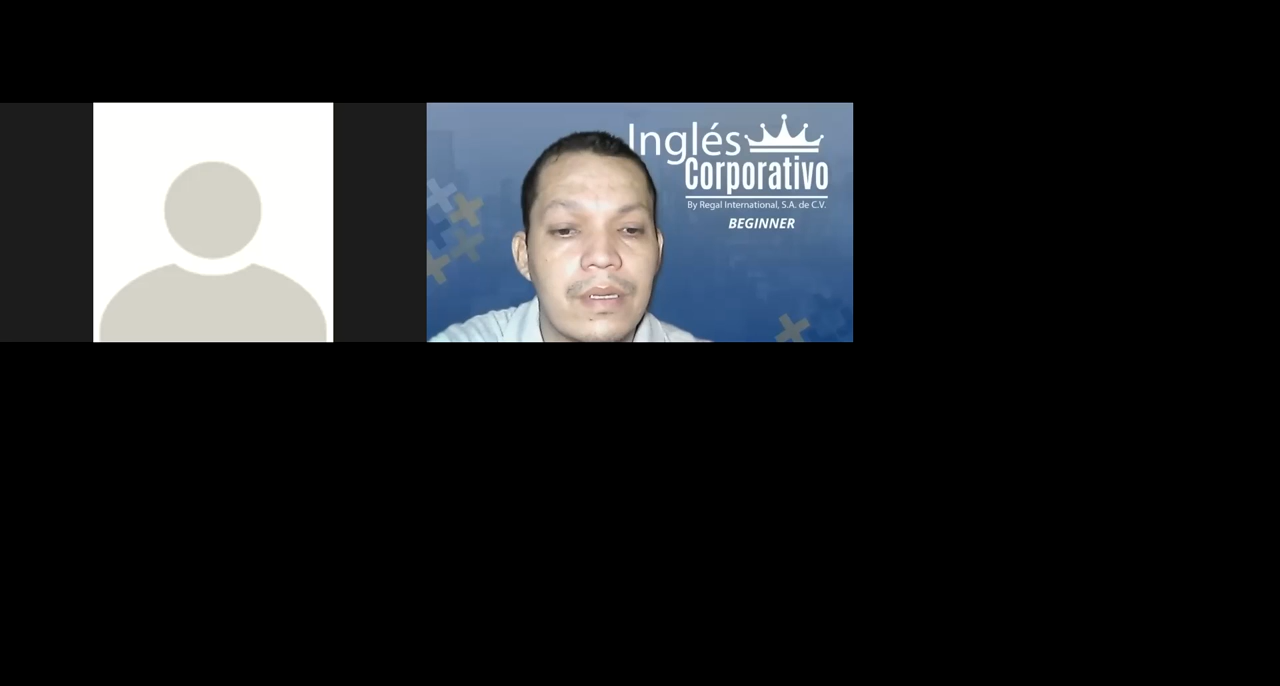 Inglés
Corporativo
By Regal International, S.A. de C.V.
BEGINNER